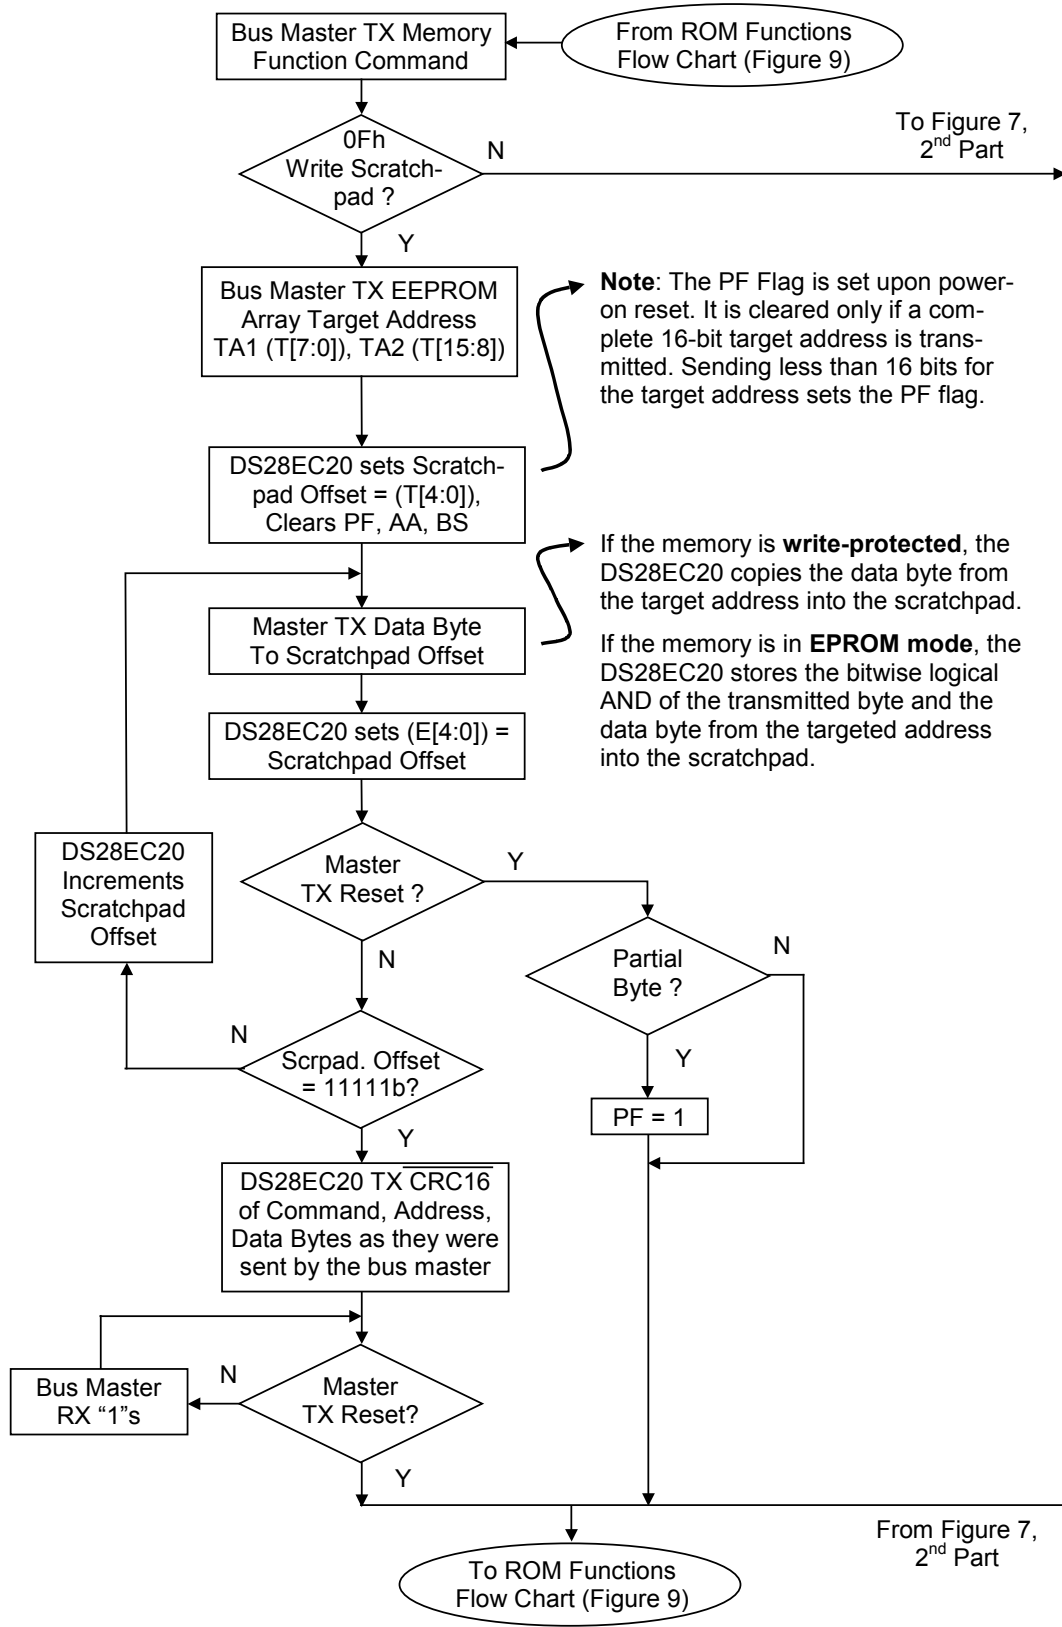 Bus Master TX Memory
Function Command
From ROM Functions
Flow Chart (Figure 9)
To Figure 7,
2nd Part
0Fh
Write Scratch-
pad ?
N
Y
Bus Master TX EEPROM
Array Target Address
TA1 (T[7:0]), TA2 (T[15:8])
Note: The PF Flag is set upon power-
on reset. It is cleared only if a com-
plete 16-bit target address is trans-
mitted. Sending less than 16 bits for
the target address sets the PF flag.
DS28EC20 sets Scratch-
pad Offset = (T[4:0]),
Clears PF, AA, BS
If the memory is write-protected, the
DS28EC20 copies the data byte from
the target address into the scratchpad.
If the memory is in EPROM mode, the
DS28EC20 stores the bitwise logical
AND of the transmitted byte and the
data byte from the targeted address
into the scratchpad.
Master TX Data Byte
To Scratchpad Offset
DS28EC20 sets (E[4:0]) =
Scratchpad Offset
DS28EC20
Increments
Scratchpad
Offset
Master
TX Reset ?
Y
N
Partial
Byte ?
N
Y
PF = 1
Scrpad. Offset
= 11111b?
N
Y
DS28EC20 TX CRC16
of Command, Address,
Data Bytes as they were
sent by the bus master
Bus Master
RX “1”s
N
Master
TX Reset?
Y
From Figure 7,
2nd Part
To ROM Functions
Flow Chart (Figure 9)